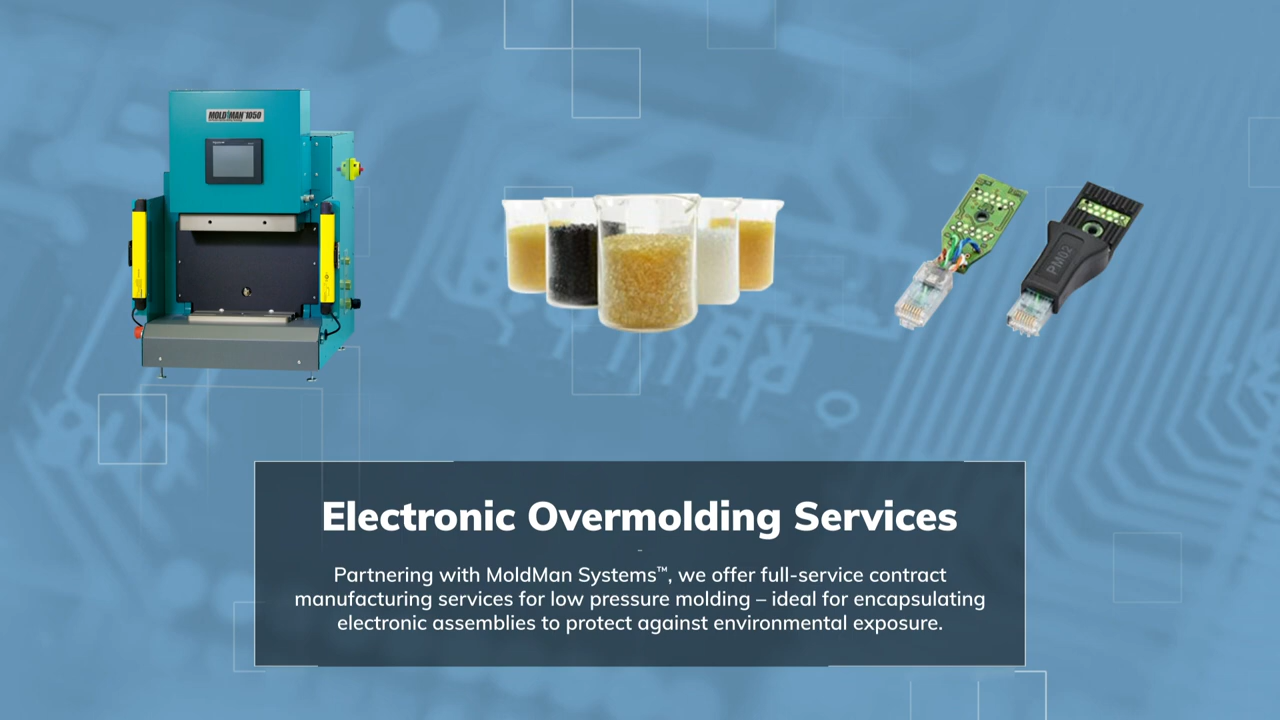 MOLDMAN 1050
PM02
Electronic Overmolding Services
-
Partnering with MoldMan Systems™, we offer full-service contract
manufacturing services for low pressure molding – ideal for encapsulating
electronic assemblies to protect against environmental exposure.